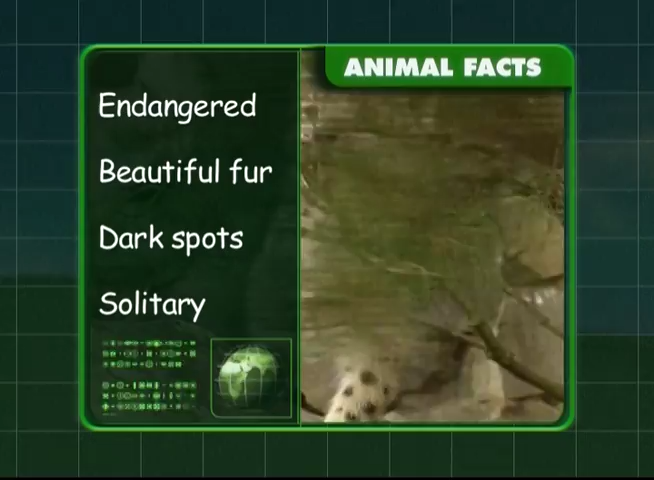 ANIMAL FACTS
Endangered
Beautiful fur
Dark spots
Solitary